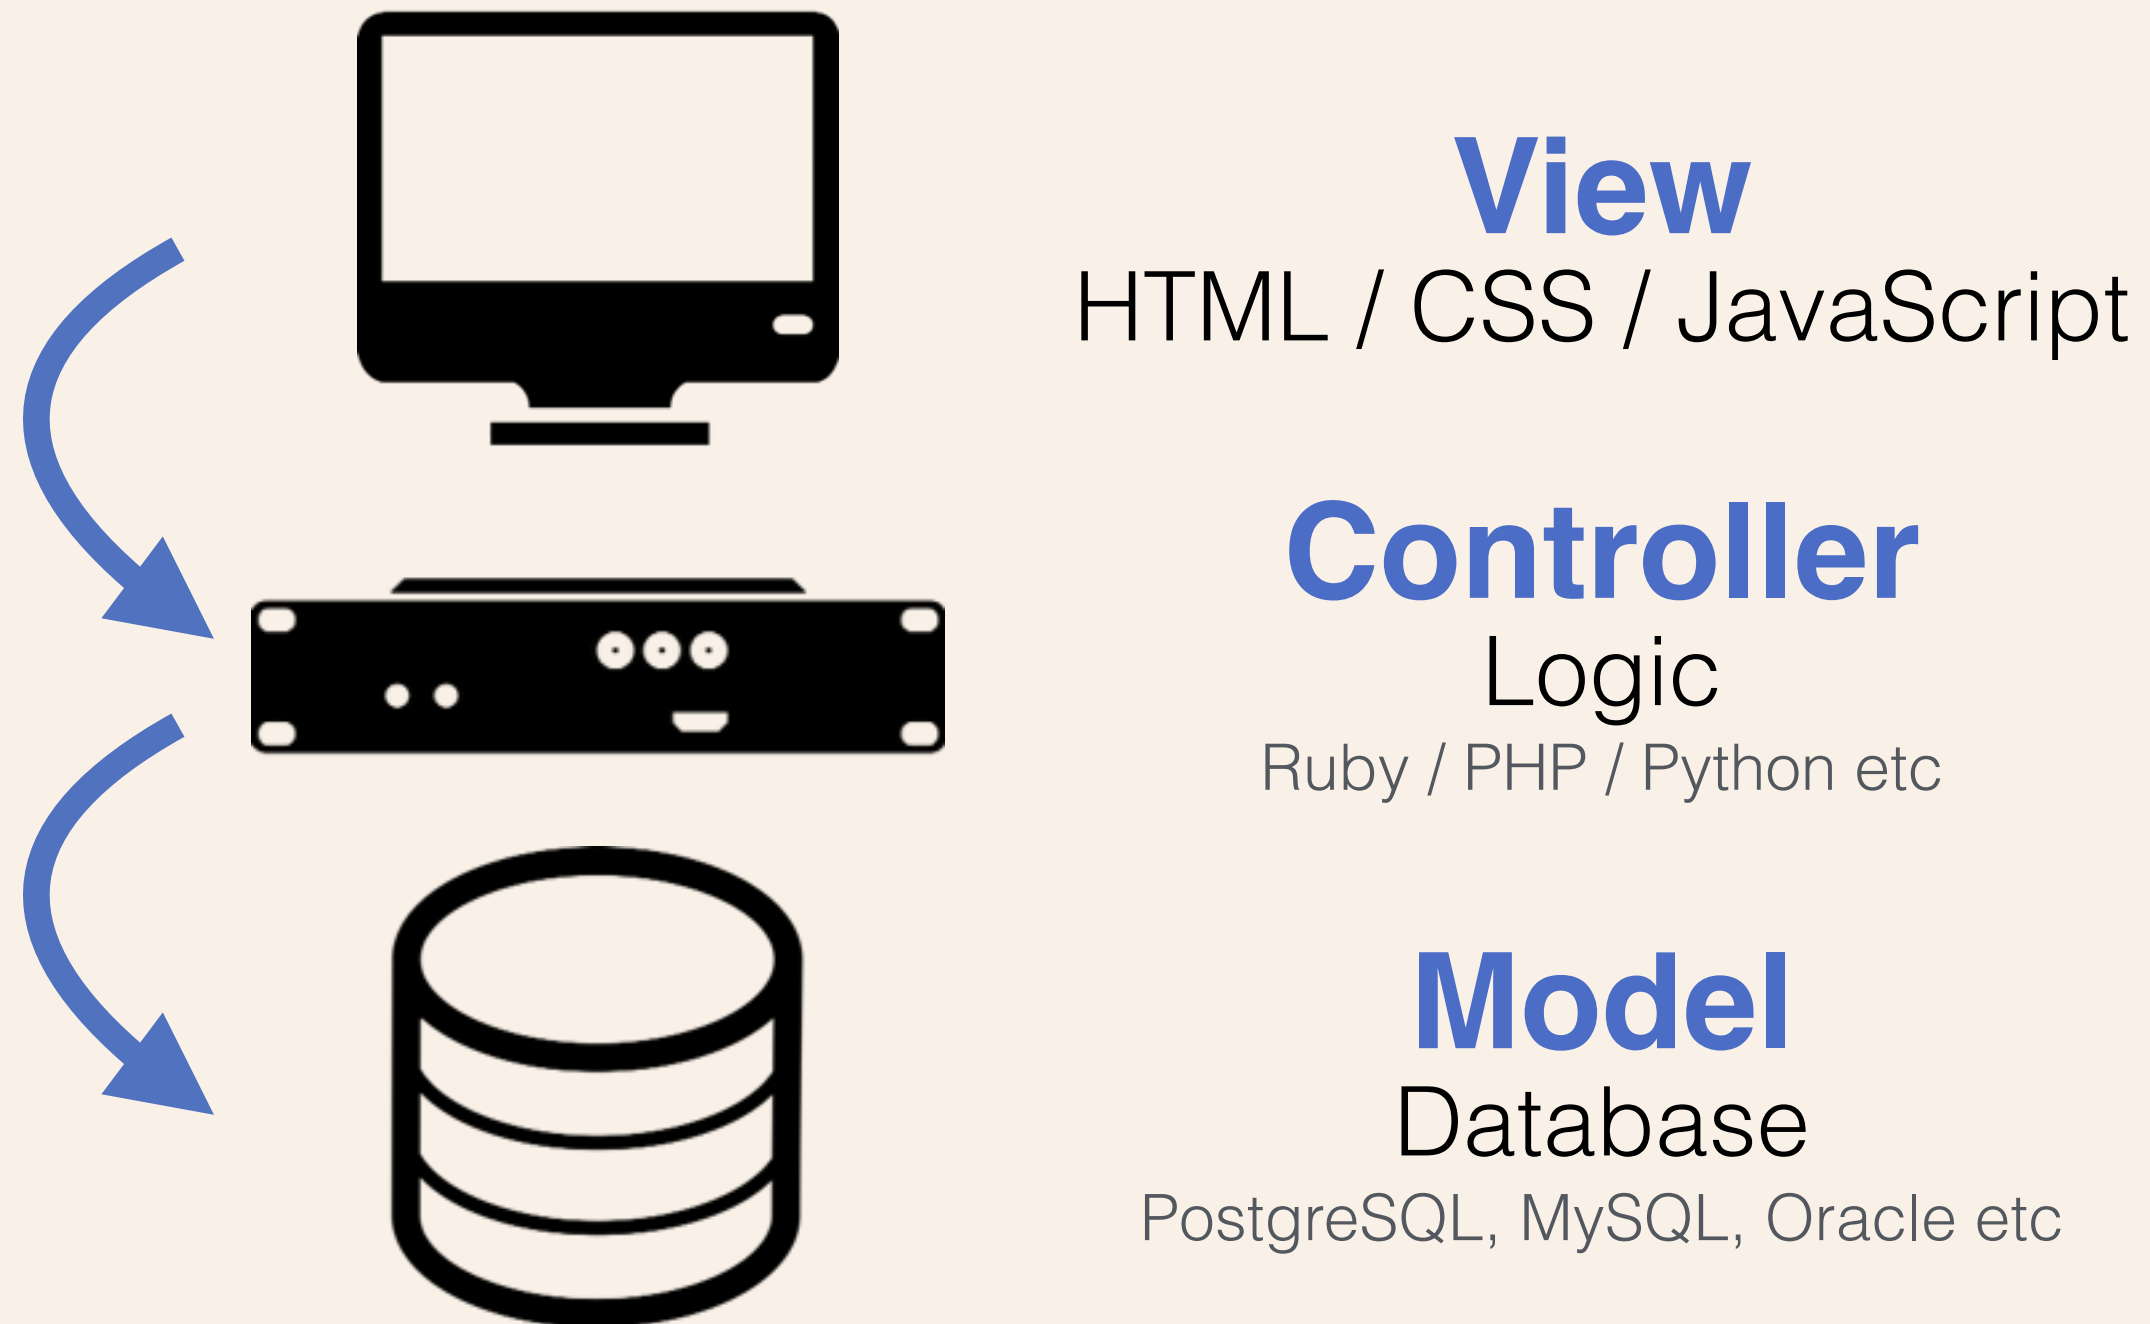 View
HTML / CSS / JavaScript
Controller
Logic
Ruby / PHP / Python etc
Model
Database
PostgreSQL, MySQL, Oracle etc